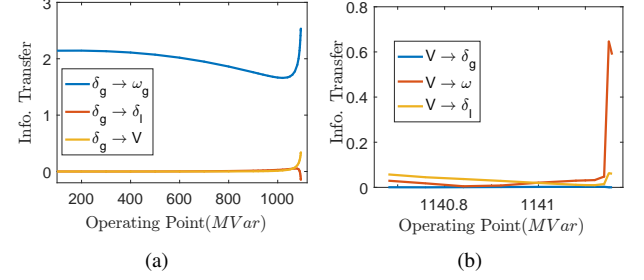 3
2
1
0
Info. Transfer
δg → ωg
δg → δl
δg → V
200 400 600 800 1000
Operating Point(MVar)
(a)
0.8
0.6
0.4
0.2
0
Info. Transfer
V → δg
V → ω
V → δl
1140.8 1141
Operating Point(MVar)
(b)